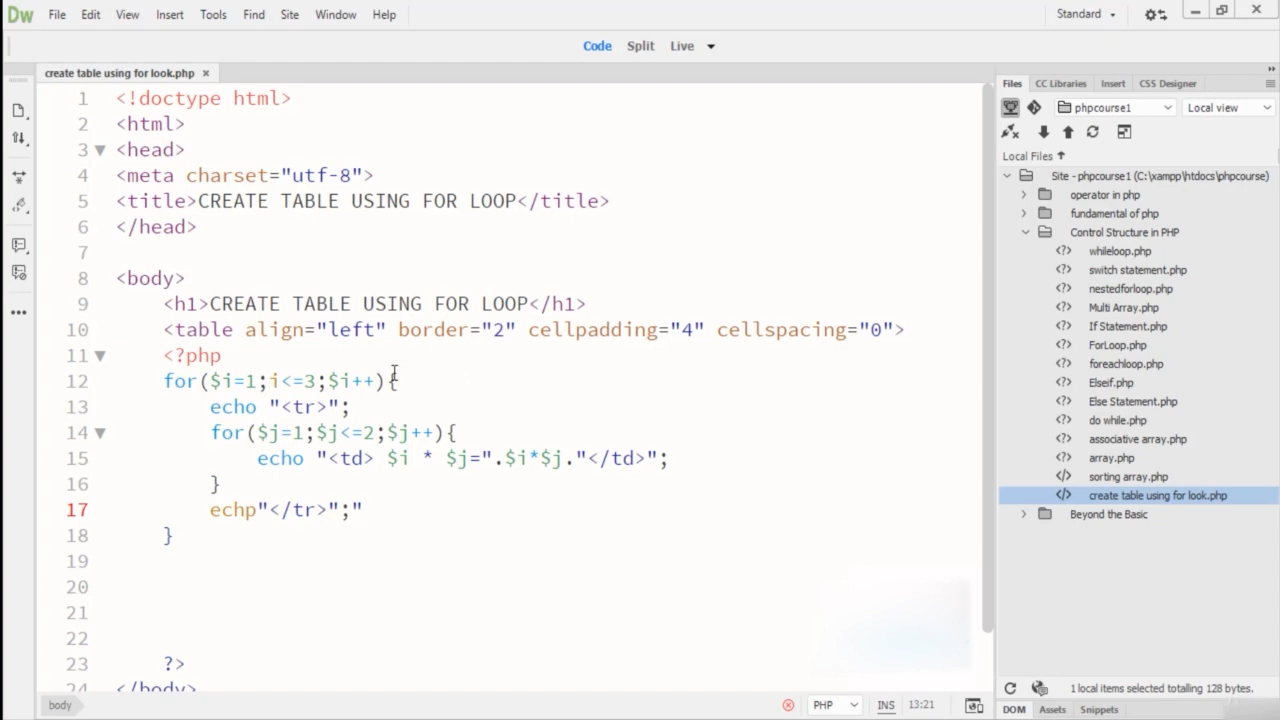 Dw File Edit View Insert Tools Find Site Window Help Standard
Code Split Live
create table using for look.php ×
Files CC Libraries Insert CSS Designer
phpcourse1 Local view
Local Files
Site - phpcourse1 (C:\xampp\htdocs\phpcourse)
operator in php
fundamental of php
Control Structure in PHP
whileloop.php
switch statement.php
nestedforloop.php
Multi Array.php
If Statement.php
ForLoop.php
foreachloop.php
Elseif.php
Else Statement.php
do while.php
associative array.php
array.php
sorting array.php
create table using for look.php
Beyond the Basic
1 <!doctype html>
2 <html>
3 <head>
4 <meta charset="utf-8">
5 <title>CREATE TABLE USING FOR LOOP</title>
6 </head>
7
8 <body>
9 <h1>CREATE TABLE USING FOR LOOP</h1>
10 <table align="left" border="2" cellpadding="4" cellspacing="0">
11 <?php
12 for($i=1;i<=3;$i++){
13 echo "<tr>";
14 for($j=1;$j<=2;$j++){
15 echo "<td> $i * $j=".$i*$j."</td>";
16 }
17 echp"</tr>";"
18 }
19
20
21
22
23 ?>
24 </body>
body PHP INS 13:21
1 local items selected totalling 128 bytes.
DOM Assets Snippets